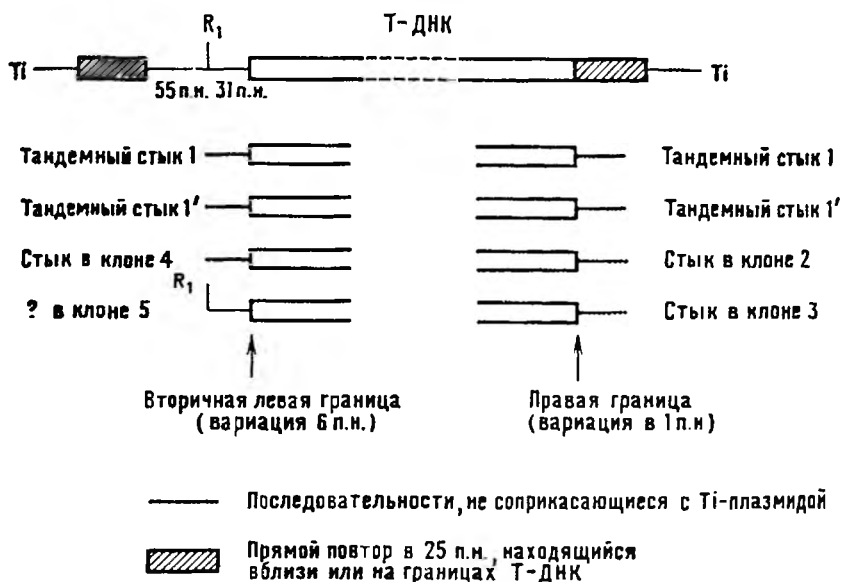 R₁ Т-ДНК
Ti Ti
55 п.н. 31 п.н.
Тандемный стык 1 Тандемный стык 1
Тандемный стык 1′ Тандемный стык 1′
Стык в клоне 4 Стык в клоне 2
R₁
? в клоне 5 Стык в клоне 3
Вторичная левая граница
(вариация 6 п.н.)
Правая граница
(вариация в 1 п.н)
Последовательности, не соприкасающиеся с Ti-плазмидой
Прямой повтор в 25 п.н., находящийся
вблизи или на границах Т-ДНК